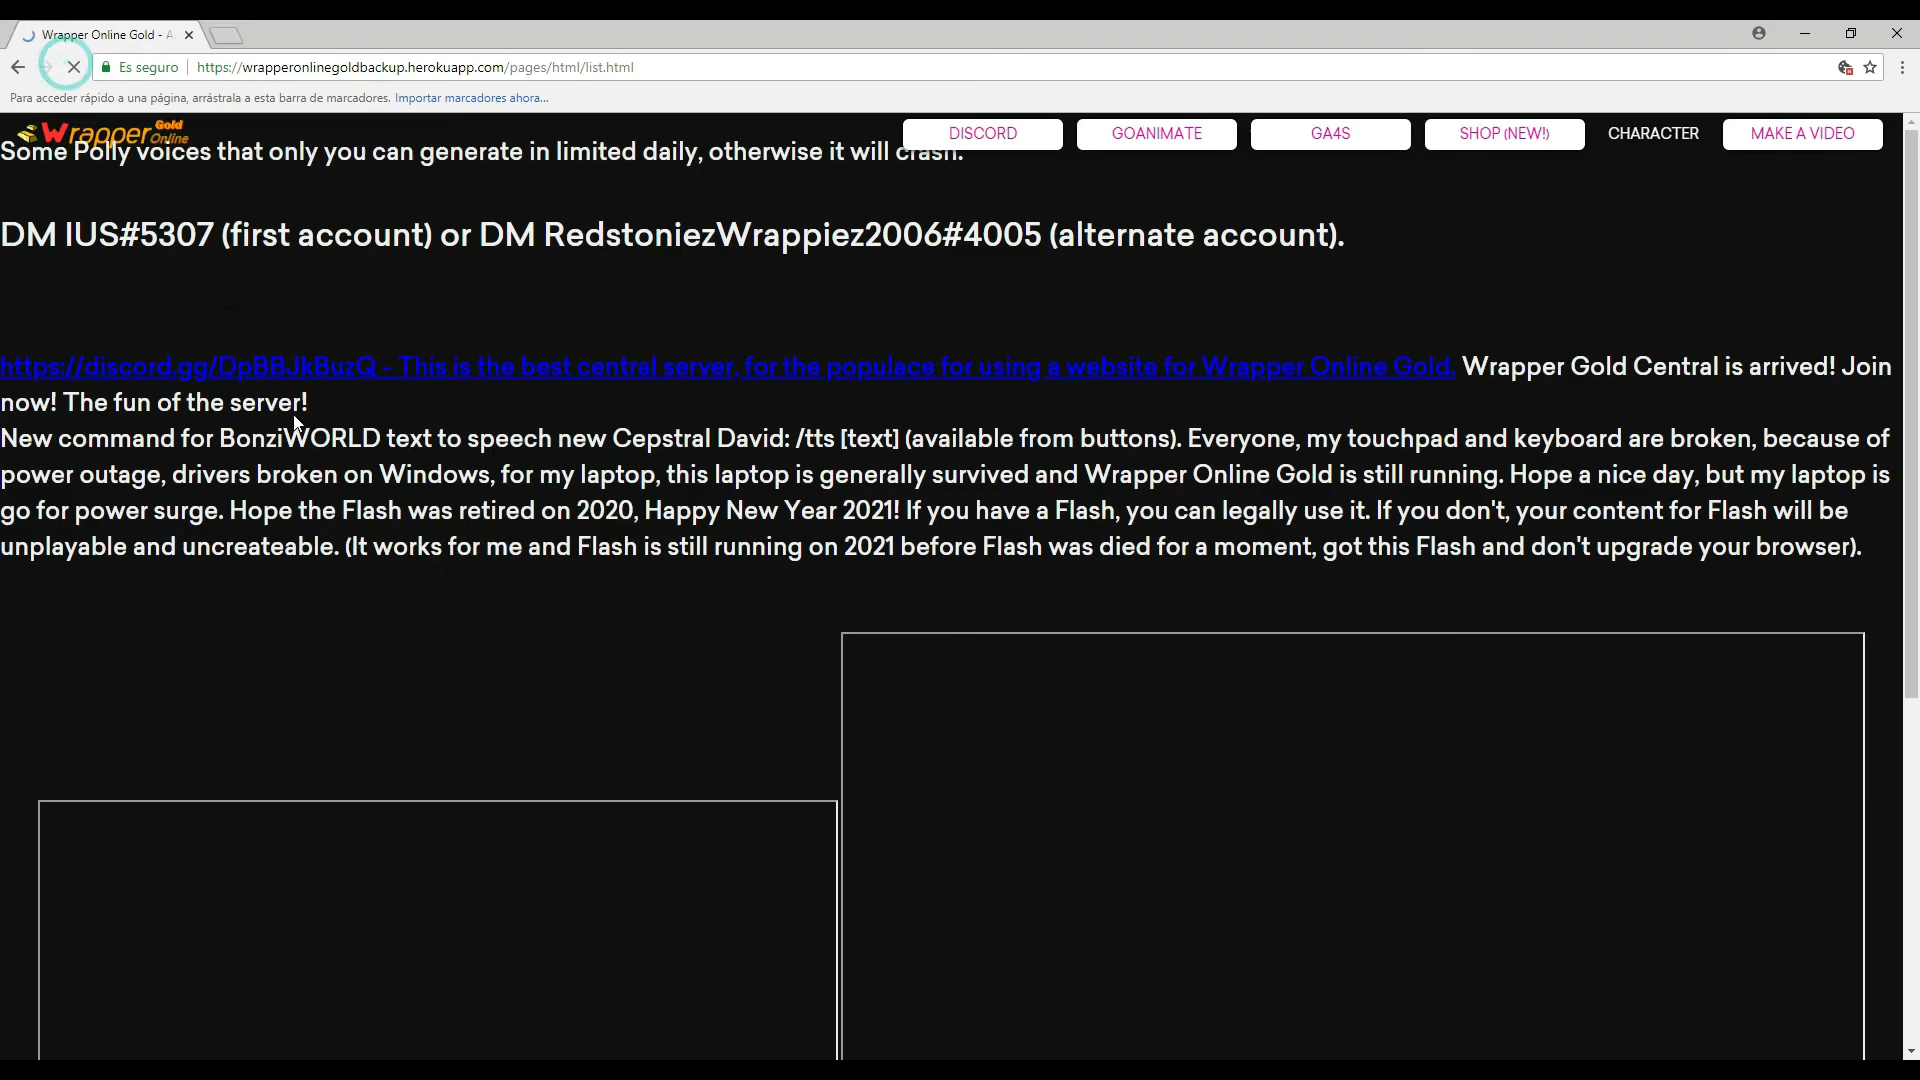 Wrapper Online Gold - A
Es seguro
https://wrapperonlinegoldbackup.herokuapp.com/pages/html/list.html
Para acceder rápido a una página, arrástrala a esta barra de marcadores. Importar marcadores ahora...
Wrapper Gold Online
DISCORD GOANIMATE GA4S SHOP (NEW!) CHARACTER MAKE A VIDEO
Some Polly voices that only you can generate in limited daily, otherwise it will crash.
DM IUS#5307 (first account) or DM RedstoniezWrappiez2006#4005 (alternate account).
https://discord.gg/DpBBJkBuzQ - This is the best central server, for the populace for using a website for Wrapper Online Gold. Wrapper Gold Central is arrived! Join
now! The fun of the server!
New command for BonziWORLD text to speech new Cepstral David: /tts [text] (available from buttons). Everyone, my touchpad and keyboard are broken, because of
power outage, drivers broken on Windows, for my laptop, this laptop is generally survived and Wrapper Online Gold is still running. Hope a nice day, but my laptop is
go for power surge. Hope the Flash was retired on 2020, Happy New Year 2021! If you have a Flash, you can legally use it. If you don't, your content for Flash will be
unplayable and uncreateable. (It works for me and Flash is still running on 2021 before Flash was died for a moment, got this Flash and don't upgrade your browser).